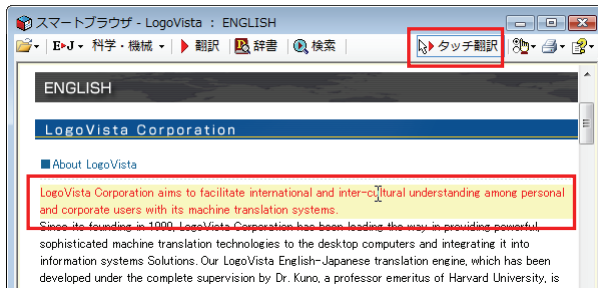 スマートブラウザ - LogoVista : ENGLISH
E▸J 科学・機械 翻訳 辞書 検索 タッチ翻訳
ENGLISH
LogoVista Corporation
■About LogoVista
LogoVista Corporation aims to facilitate international and inter-cultural understanding among personal
and corporate users with its machine translation systems.
Since its founding in 1990, LogoVista Corporation has been leading the way in providing powerful,
sophisticated machine translation technologies to the desktop computers and integrating it into
information systems Solutions. Our LogoVista English-Japanese translation engine, which has been
developed under the complete supervision by Dr. Kuno, a professor emeritus of Harvard University, is